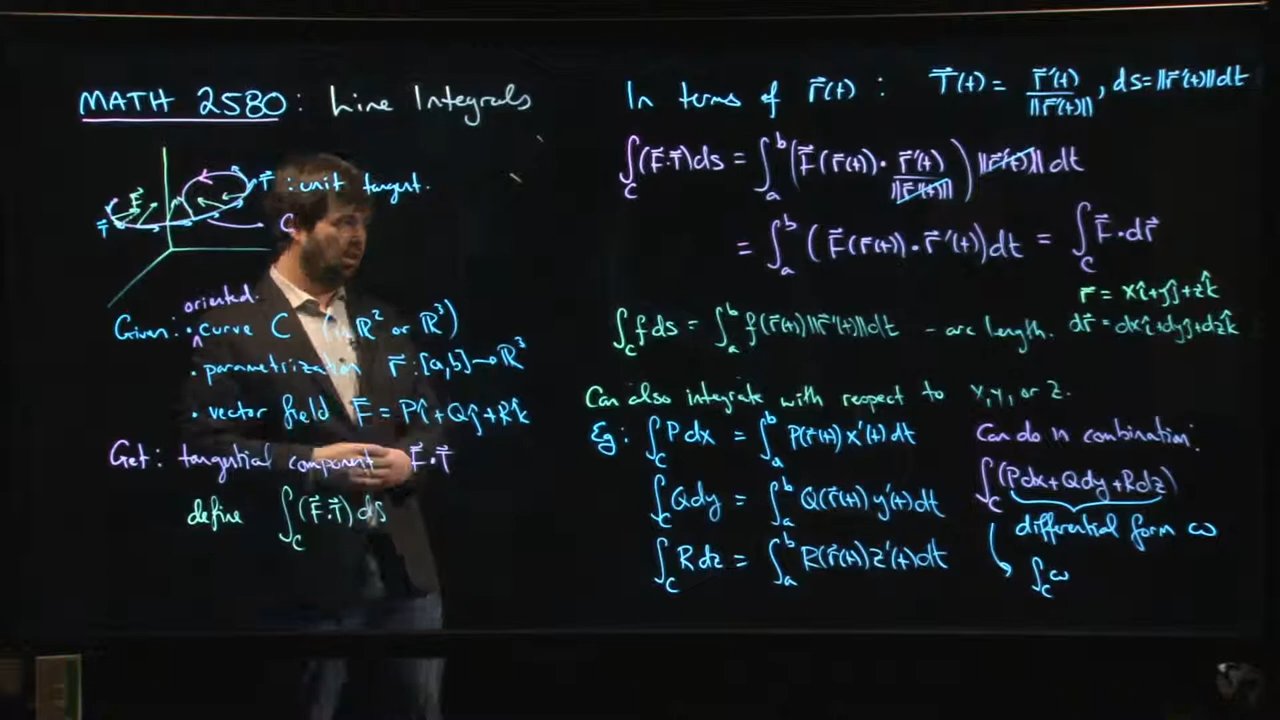 MATH 2580 : Line Integrals
T⃗ : unit tangent.
F⃗
T⃗
C
oriented.
Given: • curve C (in ℝ² or ℝ³)
• parametrization r⃗ : [a,b] → ℝ³
• vector field F⃗ = Pî + Qĵ + Rk̂
Get: tangential component F⃗·T⃗
define ∫_C (F⃗·T⃗) ds
In terms of r⃗(t) : T⃗(t) = r⃗'(t)/‖r⃗'(t)‖, ds = ‖r⃗'(t)‖dt
∫_C (F⃗·T⃗)ds = ∫_a^b (F⃗(r⃗(t))· r⃗'(t)/‖r⃗'(t)‖) ‖r⃗'(t)‖ dt
= ∫_a^b (F⃗(r⃗(t))·r⃗'(t))dt = ∫_C F⃗·dr⃗
r⃗ = xî+yĵ+zk̂
∫_C f ds = ∫_a^b f(r⃗(t))‖r⃗'(t)‖dt - arc length. dr⃗ = dxî+dyĵ+dzk̂
Can also integrate with respect to x, y, or z.
Eg: ∫_C P dx = ∫_a^b P(r⃗(t)) x'(t) dt
∫_C Q dy = ∫_a^b Q(r⃗(t)) y'(t) dt
∫_C R dz = ∫_a^b R(r⃗(t)) z'(t) dt
Can do in combination:
∫_C (Pdx+Qdy+Rdz)
differential form ω
∫_C ω